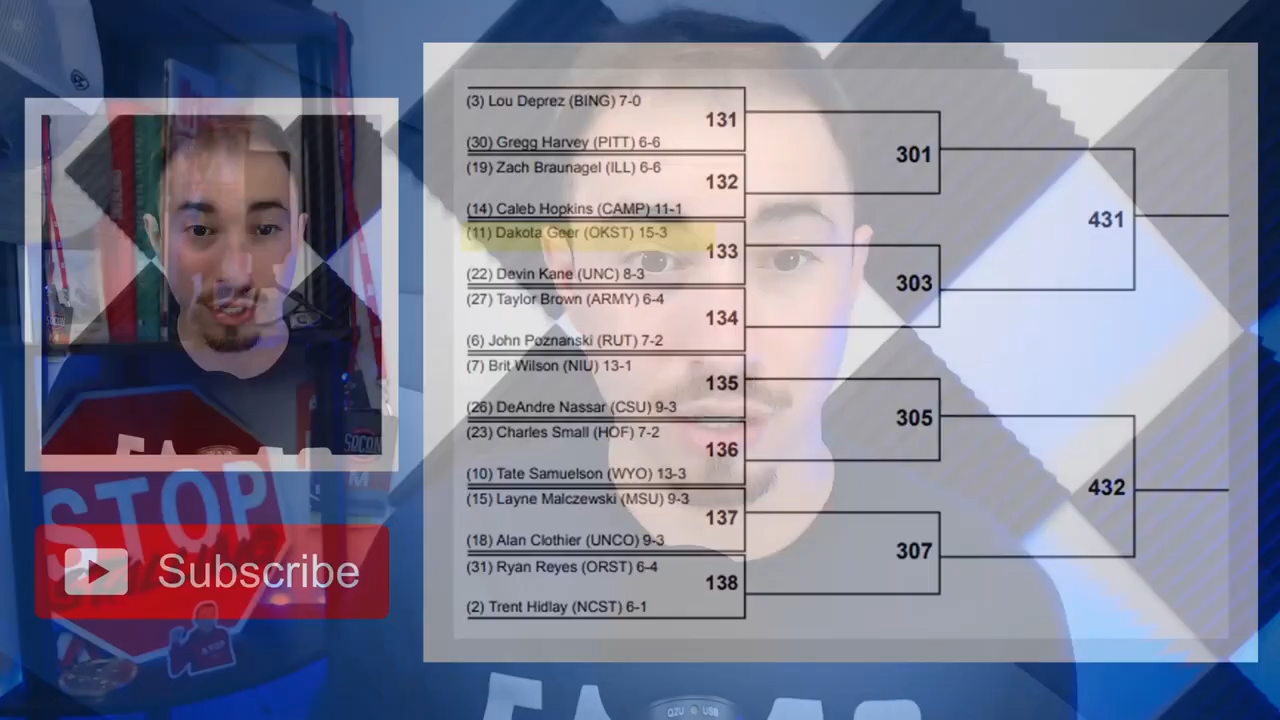 (3) Lou Deprez (BING) 7-0
131
(30) Gregg Harvey (PITT) 6-6
(19) Zach Braunagel (ILL) 6-6
132
(14) Caleb Hopkins (CAMP) 11-1
(11) Dakota Geer (OKST) 15-3
133
(22) Devin Kane (UNC) 8-3
(27) Taylor Brown (ARMY) 6-4
134
(6) John Poznanski (RUT) 7-2
(7) Brit Wilson (NIU) 13-1
135
(26) DeAndre Nassar (CSU) 9-3
(23) Charles Small (HOF) 7-2
136
(10) Tate Samuelson (WYO) 13-3
(15) Layne Malczewski (MSU) 9-3
137
(18) Alan Clothier (UNCO) 9-3
(31) Ryan Reyes (ORST) 6-4
138
(2) Trent Hidlay (NCST) 6-1
301
303
305
307
431
432
STOP
Subscribe